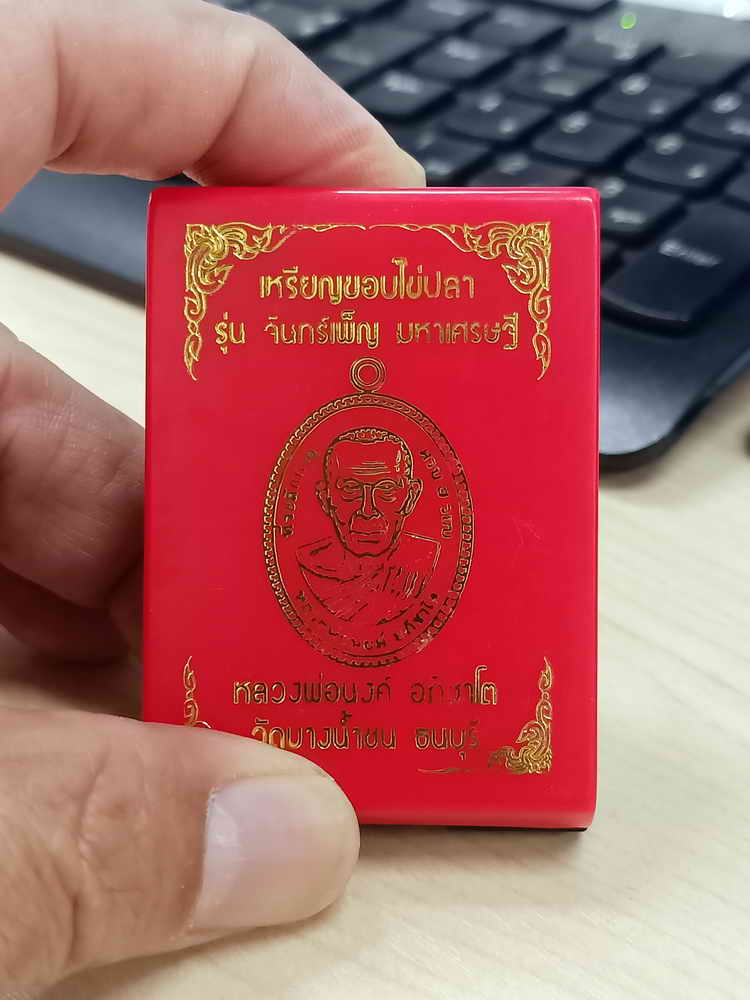 เหรียญขอบไข่ปลา
รุ่น จันทร์เพ็ญ มหาเศรษฐี
หลวงพ่อณงค์ อภิชาโต
วัดบางน้ำชน ธนบุรี
Enter